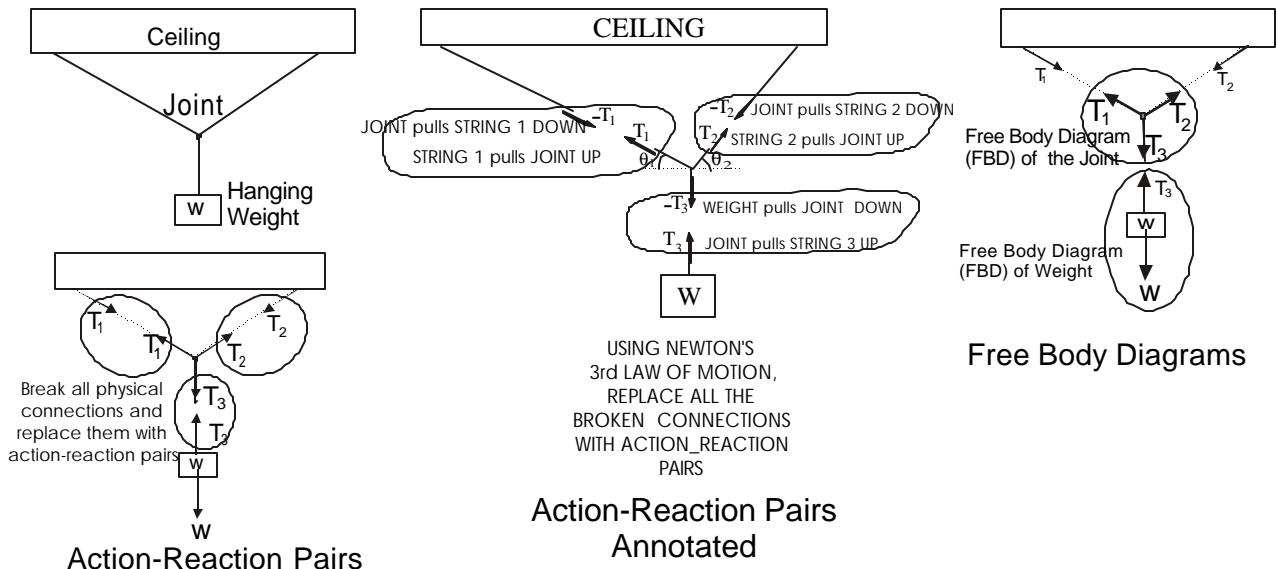 Ceiling
Joint
W
Hanging
Weight
T1
T1
T2
T2
T3
T3
Break all physical
connections and
replace them with
action-reaction pairs
W
W
Action-Reaction Pairs
CEILING
JOINT pulls STRING 1 DOWN
–T1
T1
STRING 1 pulls JOINT UP
θ1
–T2
JOINT pulls STRING 2 DOWN
T2
STRING 2 pulls JOINT UP
θ2
–T3
WEIGHT pulls JOINT DOWN
T3
JOINT pulls STRING 3 UP
W
USING NEWTON'S
3rd LAW OF MOTION,
REPLACE ALL THE
BROKEN CONNECTIONS
WITH ACTION_REACTION
PAIRS
Action-Reaction Pairs
Annotated
T1
T2
T1
T2
T3
Free Body Diagram
(FBD) of the Joint
T3
W
Free Body Diagram
(FBD) of Weight
W
Free Body Diagrams